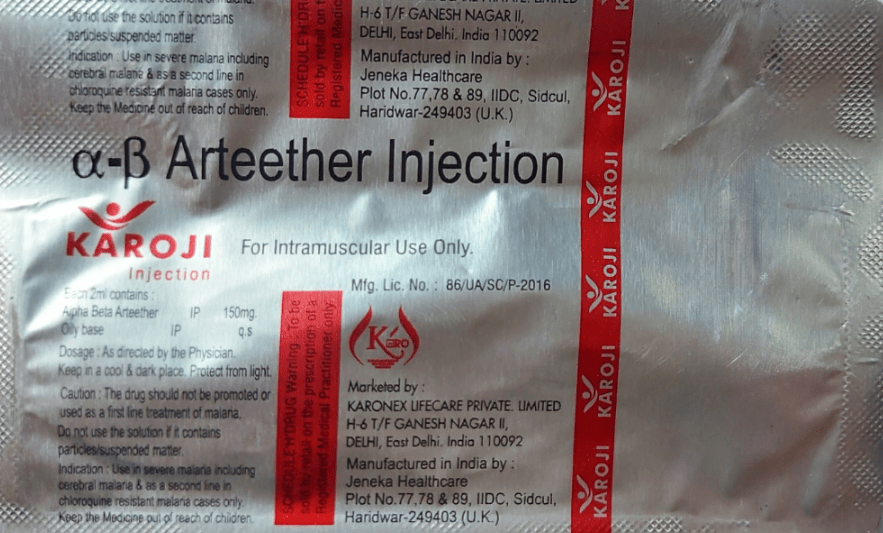 Do not use the solution if it contains
particles/suspended matter.
Indication : Use in severe malaria including
cerebral malaria & as a second line in
chloroquine resistant malaria cases only.
Keep the Medicine out of reach of children.
SCHEDULE H DRUG
sold by retail on
Registered Medic
H-6 T/F GANESH NAGAR II,
DELHI, East Delhi. India 110092
Manufactured in India by :
Jeneka Healthcare
Plot No.77,78 & 89, IIDC, Sidcul,
Haridwar-249403 (U.K.)
α-β Arteether Injection
KAROJI
Injection
For Intramuscular Use Only.
Mfg. Lic. No. : 86/UA/SC/P-2016
Each 2ml contains :
Alpha Beta Arteether IP 150mg.
Oily base IP q.s
Dosage : As directed by the Physician.
Keep in a cool & dark place. Protect from light.
Caution : The drug should not be promoted or
used as a first line treatment of malaria.
Do not use the solution if it contains
particles/suspended matter.
Indication : Use in severe malaria including
cerebral malaria & as a second line in
chloroquine resistant malaria cases only.
Keep the Medicine out of reach of children.
SCHEDULE 'H' DRUG Warning : To be
sold by retail on the prescription of a
Registered Medical Practitioner only.
KERO
Marketed by :
KARONEX LIFECARE PRIVATE. LIMITED
H-6 T/F GANESH NAGAR II,
DELHI, East Delhi. India 110092
Manufactured in India by :
Jeneka Healthcare
Plot No.77,78 & 89, IIDC, Sidcul,
Haridwar-249403 (U.K.)
KAROJI
KAROJI
KAROJI
KAROJI
KAROJI
K